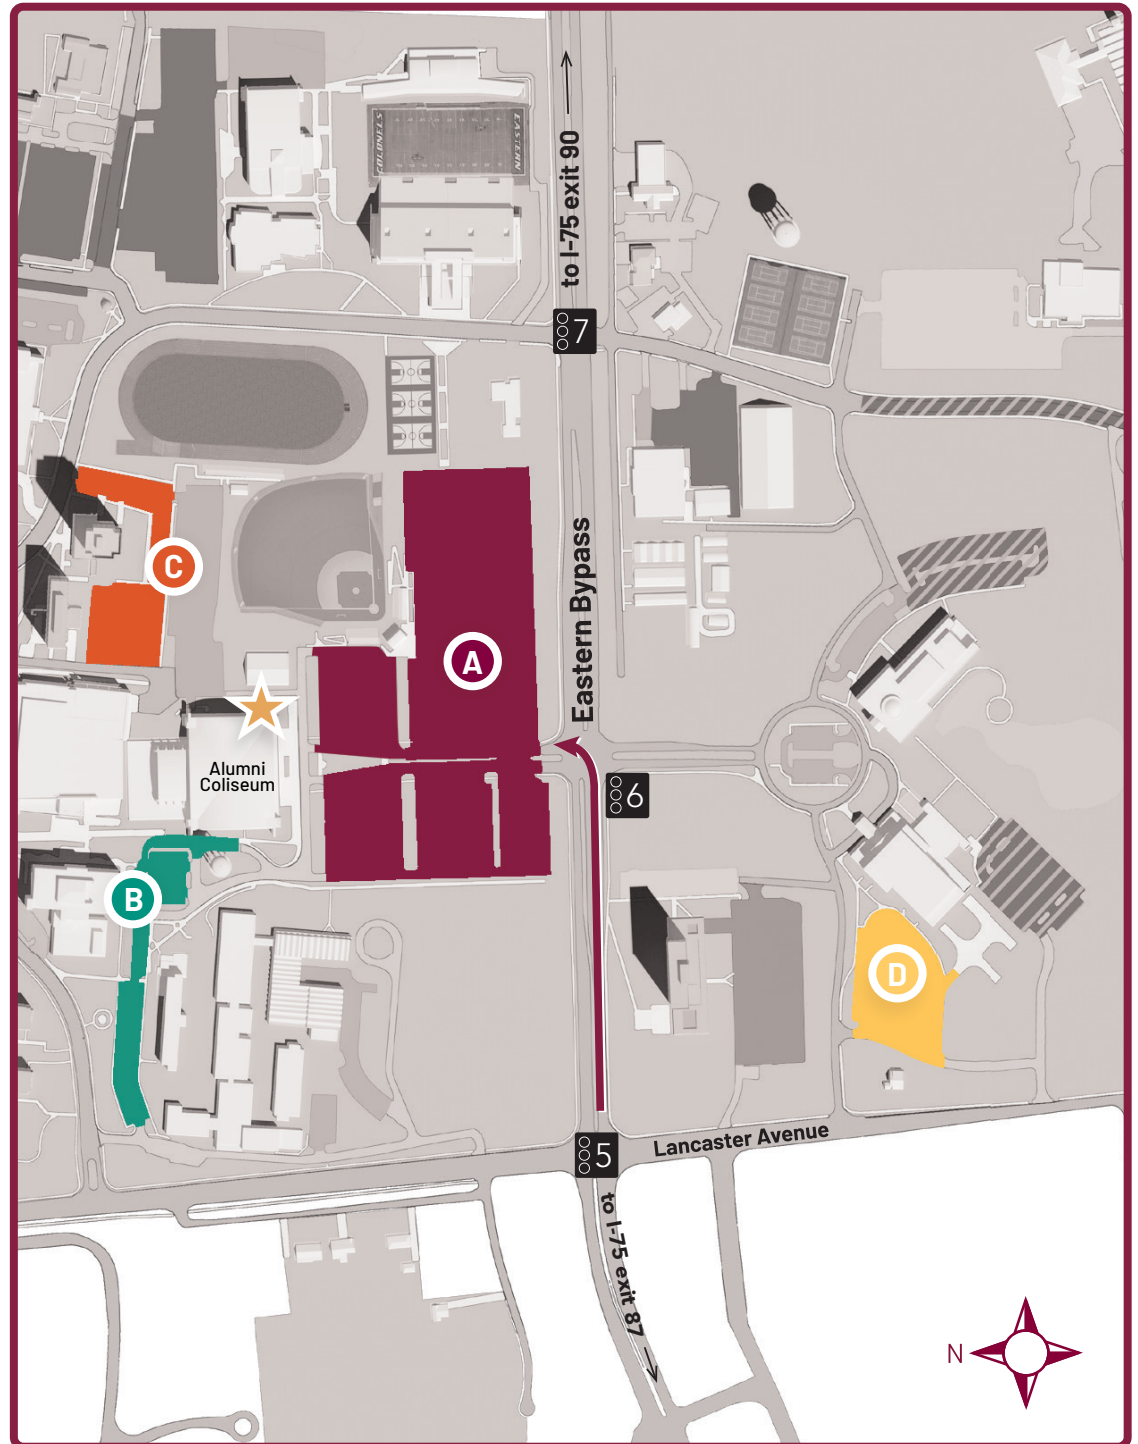 COLONELS
EASTERN
to I-75 exit 90
7
C
Eastern Bypass
A
Alumni
Coliseum
6
B
D
5
Lancaster Avenue
to I-75 exit 87
N